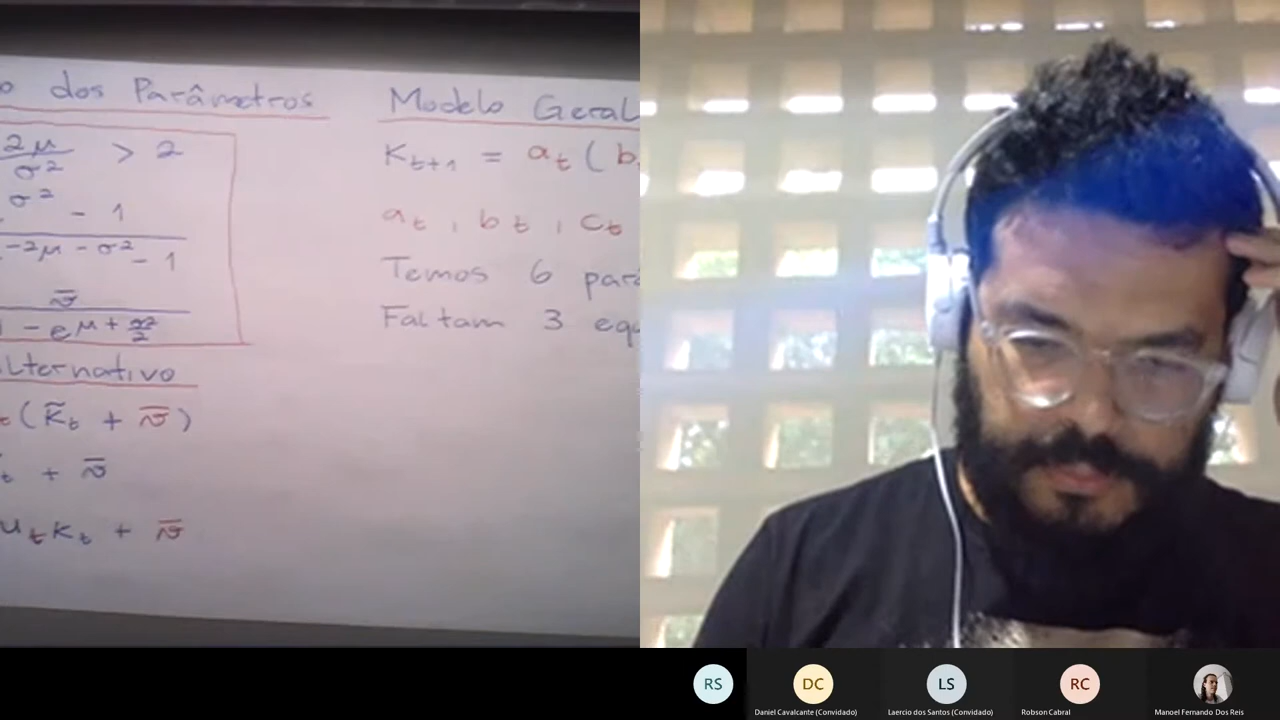 o dos Parâmetros
2μ/σ² > 2
σ² - 1
-2μ - σ² - 1
v̄
1 - e^μ + σ²/2
lternativo
t(K̃t + v̄)
t + v̄
utKt + v̄
Modelo Geral
Kt+1 = at(b
at, bt, ct
Temos 6 par
Faltam 3 equ
RS
DC
LS
RC
Daniel Cavalcante (Convidado)
Laercio dos Santos (Convidado)
Robson Cabral
Manoel Fernando Dos Reis